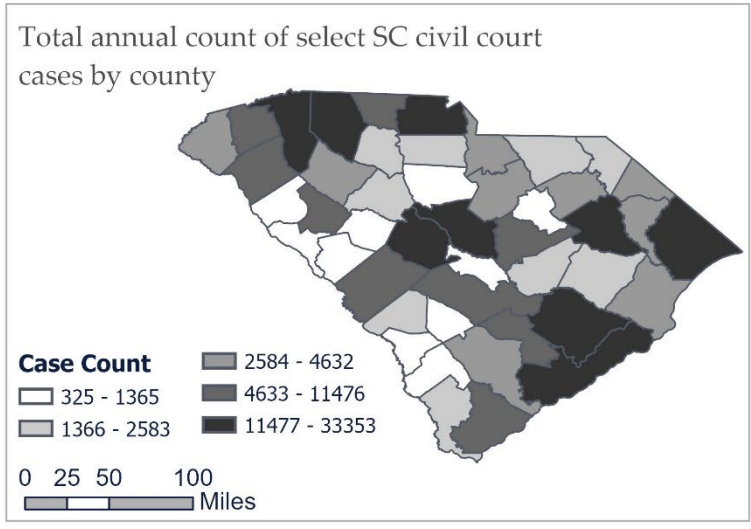 Total annual count of select SC civil court
cases by county
Case Count
325 - 1365
1366 - 2583
2584 - 4632
4633 - 11476
11477 - 33353
0 25 50 100
Miles